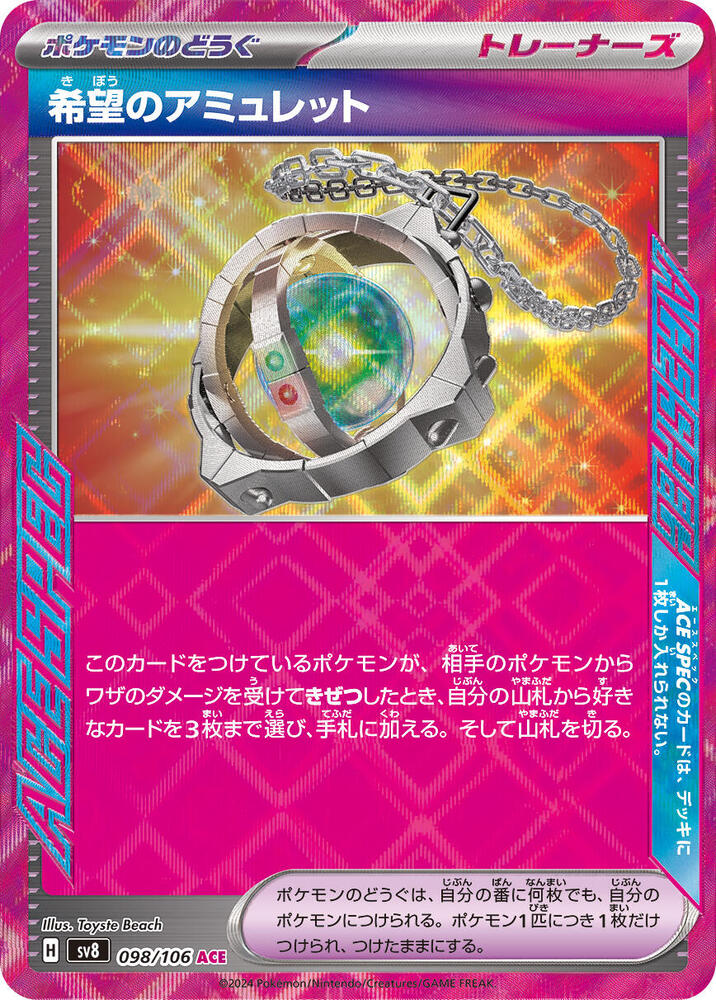 ポケモンのどうぐ
トレーナーズ
きぼう
希望のアミュレット
ACE SPEC
ACE SPEC
エーススペック
ACE SPECのカードは、デッキに
まい い
1枚しか入れられない。
あいて
このカードをつけているポケモンが、相手のポケモンから
う じぶん やまふだ す
ワザのダメージを受けてきぜつしたとき、自分の山札から好き
まい えら てふだ くわ やまふだ き
なカードを3枚まで選び、手札に加える。そして山札を切る。
じぶん ばん なんまい じぶん
ポケモンのどうぐは、自分の番に何枚でも、自分の
ぴき まい
ポケモンにつけられる。ポケモン1匹につき1枚だけ
つけられ、つけたままにする。
Illus. Toyste Beach
H sv8 098/106 ACE
©2024 Pokémon/Nintendo/Creatures/GAME FREAK.